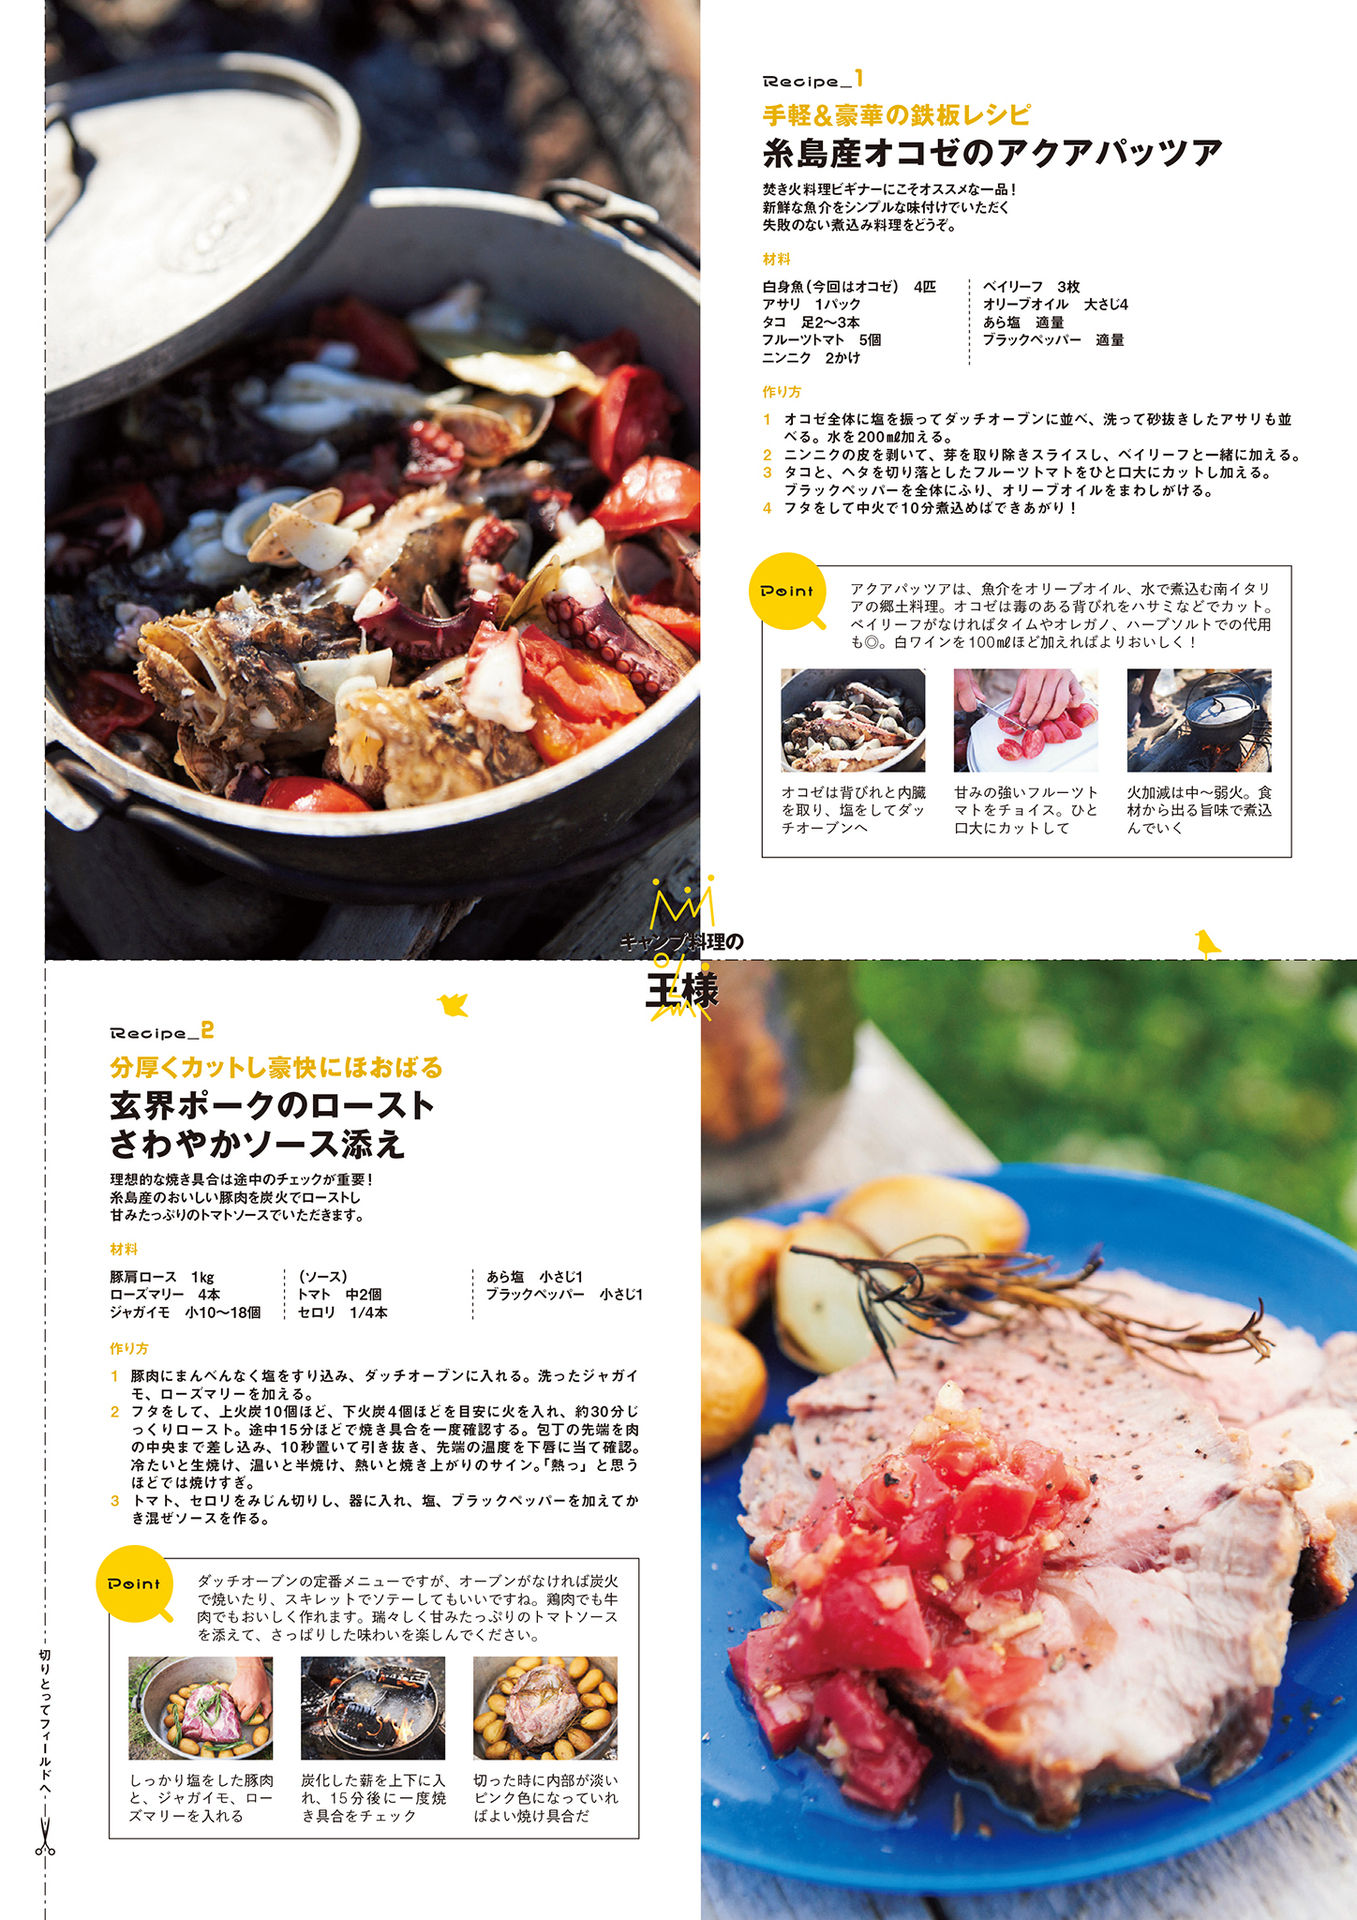 Recipe_1
手軽&豪華の鉄板レシピ
糸島産オコゼのアクアパッツア
焚き火料理ビギナーにこそオススメな一品！
新鮮な魚介をシンプルな味付けでいただく
失敗のない煮込み料理をどうぞ。
材料
白身魚(今回はオコゼ)　4匹
アサリ　1パック
タコ　足2〜3本
フルーツトマト　5個
ニンニク　2かけ
ベイリーフ　3枚
オリーブオイル　大さじ4
あら塩　適量
ブラックペッパー　適量
作り方
1 オコゼ全体に塩を振ってダッチオーブンに並べ、洗って砂抜きしたアサリも並
べる。水を200㎖加える。
2 ニンニクの皮を剥いて、芽を取り除きスライスし、ベイリーフと一緒に加える。
3 タコと、ヘタを切り落としたフルーツトマトをひと口大にカットし加える。
ブラックペッパーを全体にふり、オリーブオイルをまわしがける。
4 フタをして中火で10分煮込めばできあがり！
Point
アクアパッツアは、魚介をオリーブオイル、水で煮込む南イタリ
アの郷土料理。オコゼは毒のある背びれをハサミなどでカット。
ベイリーフがなければタイムやオレガノ、ハーブソルトでの代用
も◎。白ワインを100㎖ほど加えればよりおいしく！
オコゼは背びれと内臓
を取り、塩をしてダッ
チオーブンへ
甘みの強いフルーツト
マトをチョイス。ひと
口大にカットして
火加減は中〜弱火。食
材から出る旨味で煮込
んでいく
キャンプ料理の
王様
Recipe_2
分厚くカットし豪快にほおばる
玄界ポークのロースト
さわやかソース添え
理想的な焼き具合は途中のチェックが重要！
糸島産のおいしい豚肉を炭火でローストし
甘みたっぷりのトマトソースでいただきます。
材料
豚肩ロース　1kg
ローズマリー　4本
ジャガイモ　小10〜18個
(ソース)
トマト　中2個
セロリ　1/4本
あら塩　小さじ1
ブラックペッパー　小さじ1
作り方
1 豚肉にまんべんなく塩をすり込み、ダッチオーブンに入れる。洗ったジャガイ
モ、ローズマリーを加える。
2 フタをして、上火炭10個ほど、下火炭4個ほどを目安に火を入れ、約30分じ
っくりロースト。途中15分ほどで焼き具合を一度確認する。包丁の先端を肉
の中央まで差し込み、10秒置いて引き抜き、先端の温度を下唇に当て確認。
冷たいと生焼け、温いと半焼け、熱いと焼き上がりのサイン。「熱っ」と思う
ほどでは焼けすぎ。
3 トマト、セロリをみじん切りし、器に入れ、塩、ブラックペッパーを加えてか
き混ぜソースを作る。
Point
ダッチオーブンの定番メニューですが、オーブンがなければ炭火
で焼いたり、スキレットでソテーしてもいいですね。鶏肉でも牛
肉でもおいしく作れます。瑞々しく甘みたっぷりのトマトソース
を添えて、さっぱりした味わいを楽しんでください。
しっかり塩をした豚肉
と、ジャガイモ、ロー
ズマリーを入れる
炭化した薪を上下に入
れ、15分後に一度焼
き具合をチェック
切った時に内部が淡い
ピンク色になっていれ
ばよい焼け具合だ
切りとってフィールドへ